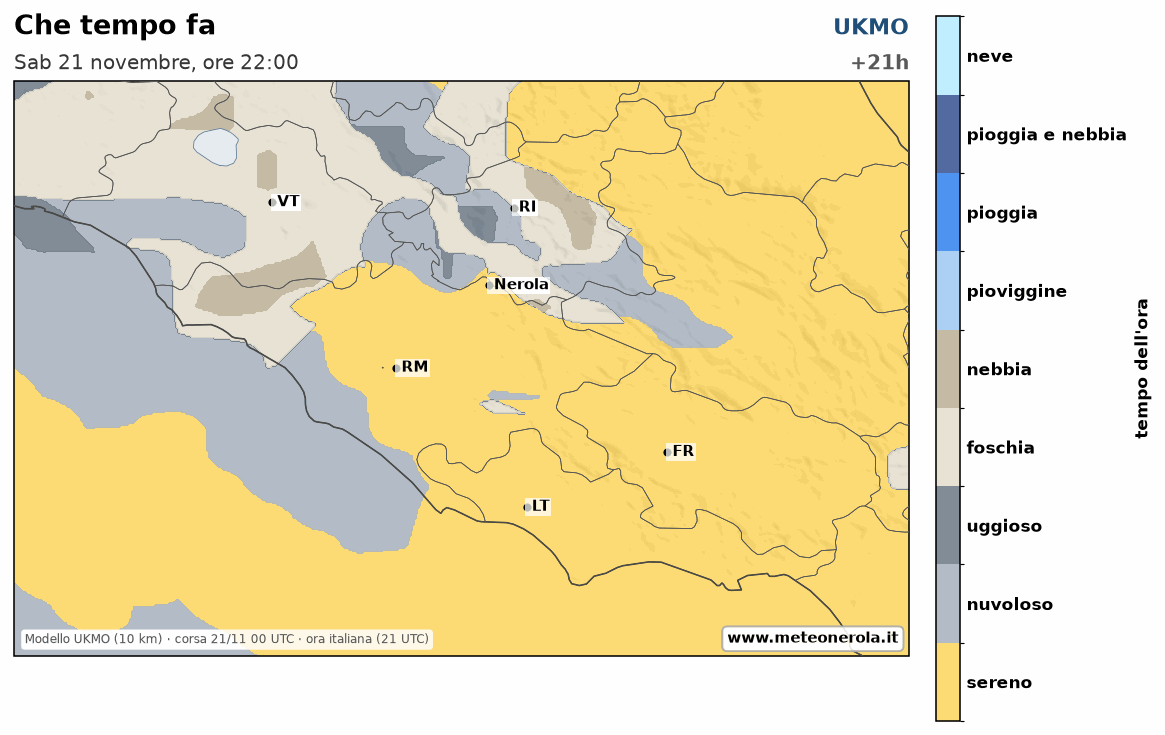 Che tempo fa
UKMO
Sab 21 novembre, ore 22:00
+21h
neve
pioggia e nebbia
pioggia
pioviggine
nebbia
foschia
uggioso
nuvoloso
sereno
tempo dell'ora
VT
RI
Nerola
RM
FR
LT
Modello UKMO (10 km) · corsa 21/11 00 UTC · ora italiana (21 UTC)
www.meteonerola.it